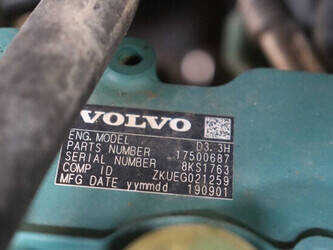 VOLVO
ENG. MODEL D3.3H
PARTS NUMBER 17500687
SERIAL NUMBER 8KS1763
COMP ID ZKUEG021259
MFG DATE yymmdd 190901